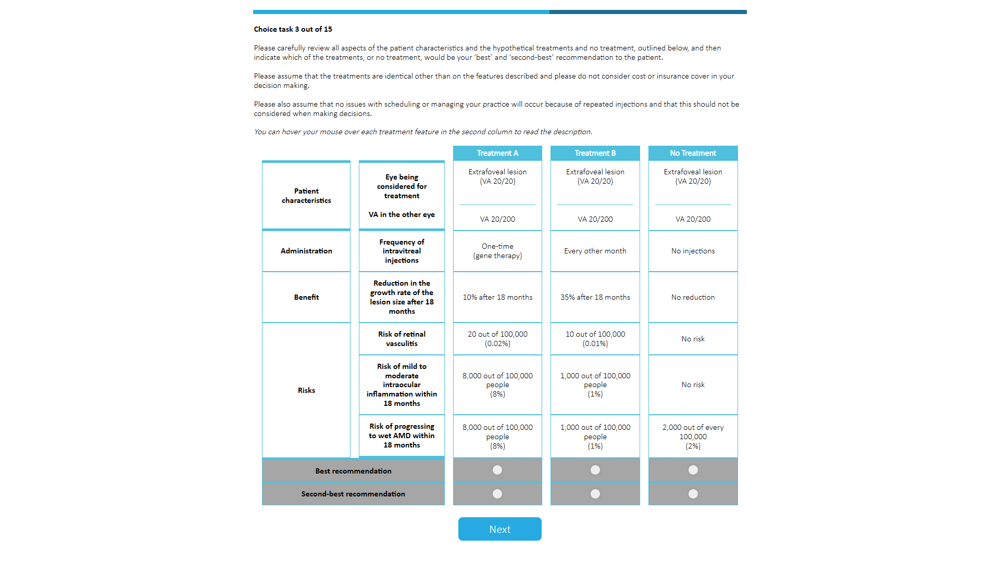 Choice task 3 out of 15
Please carefully review all aspects of the patient characteristics and the hypothetical treatments and no treatment, outlined below, and then
indicate which of the treatments, or no treatment, would be your ‘best’ and ‘second-best’ recommendation to the patient.
Please assume that the treatments are identical other than on the features described and please do not consider cost or insurance cover in your
decision making.
Please also assume that no issues with scheduling or managing your practice will occur because of repeated injections and that this should not be
considered when making decisions.
You can hover your mouse over each treatment feature in the second column to read the description.
Treatment A
Treatment B
No Treatment
Patient
characteristics
Eye being
considered for
treatment
VA in the other eye
Extrafoveal lesion
(VA 20/20)
VA 20/200
Extrafoveal lesion
(VA 20/20)
VA 20/200
Extrafoveal lesion
(VA 20/20)
VA 20/200
Administration
Frequency of
intravitreal
injections
One-time
(gene therapy)
Every other month
No injections
Benefit
Reduction in the
growth rate of the
lesion size after 18
months
10% after 18 months
35% after 18 months
No reduction
Risks
Risk of retinal
vasculitis
20 out of 100,000
(0.02%)
10 out of 100,000
(0.01%)
No risk
Risk of mild to
moderate
intraocular
inflammation within
18 months
8,000 out of 100,000
people
(8%)
1,000 out of 100,000
people
(1%)
No risk
Risk of progressing
to wet AMD within
18 months
8,000 out of 100,000
people
(8%)
1,000 out of 100,000
people
(1%)
2,000 out of every
100,000
(2%)
Best recommendation
Second-best recommendation
Next